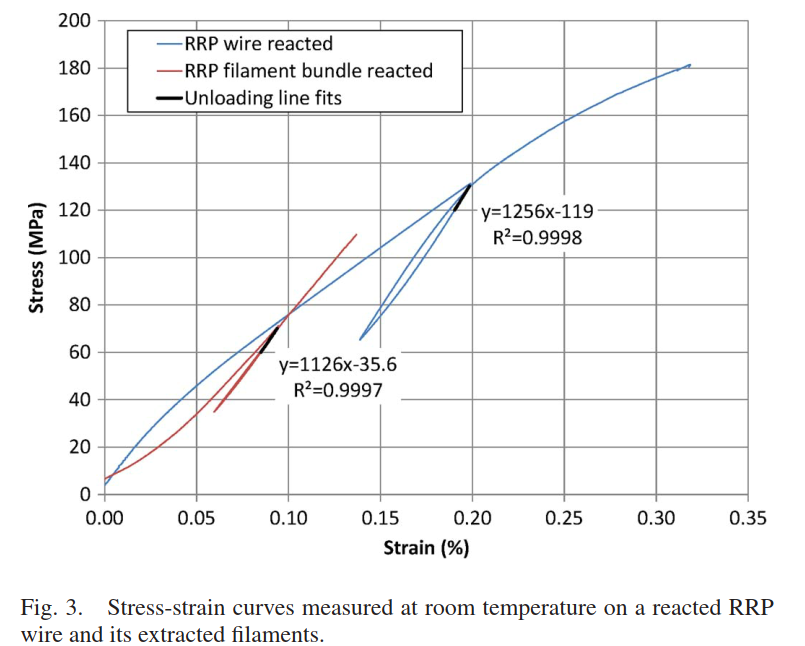 200
180
160
140
120
100
80
60
40
20
0
Stress (MPa)
RRP wire reacted
RRP filament bundle reacted
Unloading line fits
y=1256x-119
R²=0.9998
y=1126x-35.6
R²=0.9997
0.00 0.05 0.10 0.15 0.20 0.25 0.30 0.35
Strain (%)
Fig. 3. Stress-strain curves measured at room temperature on a reacted RRP
wire and its extracted filaments.